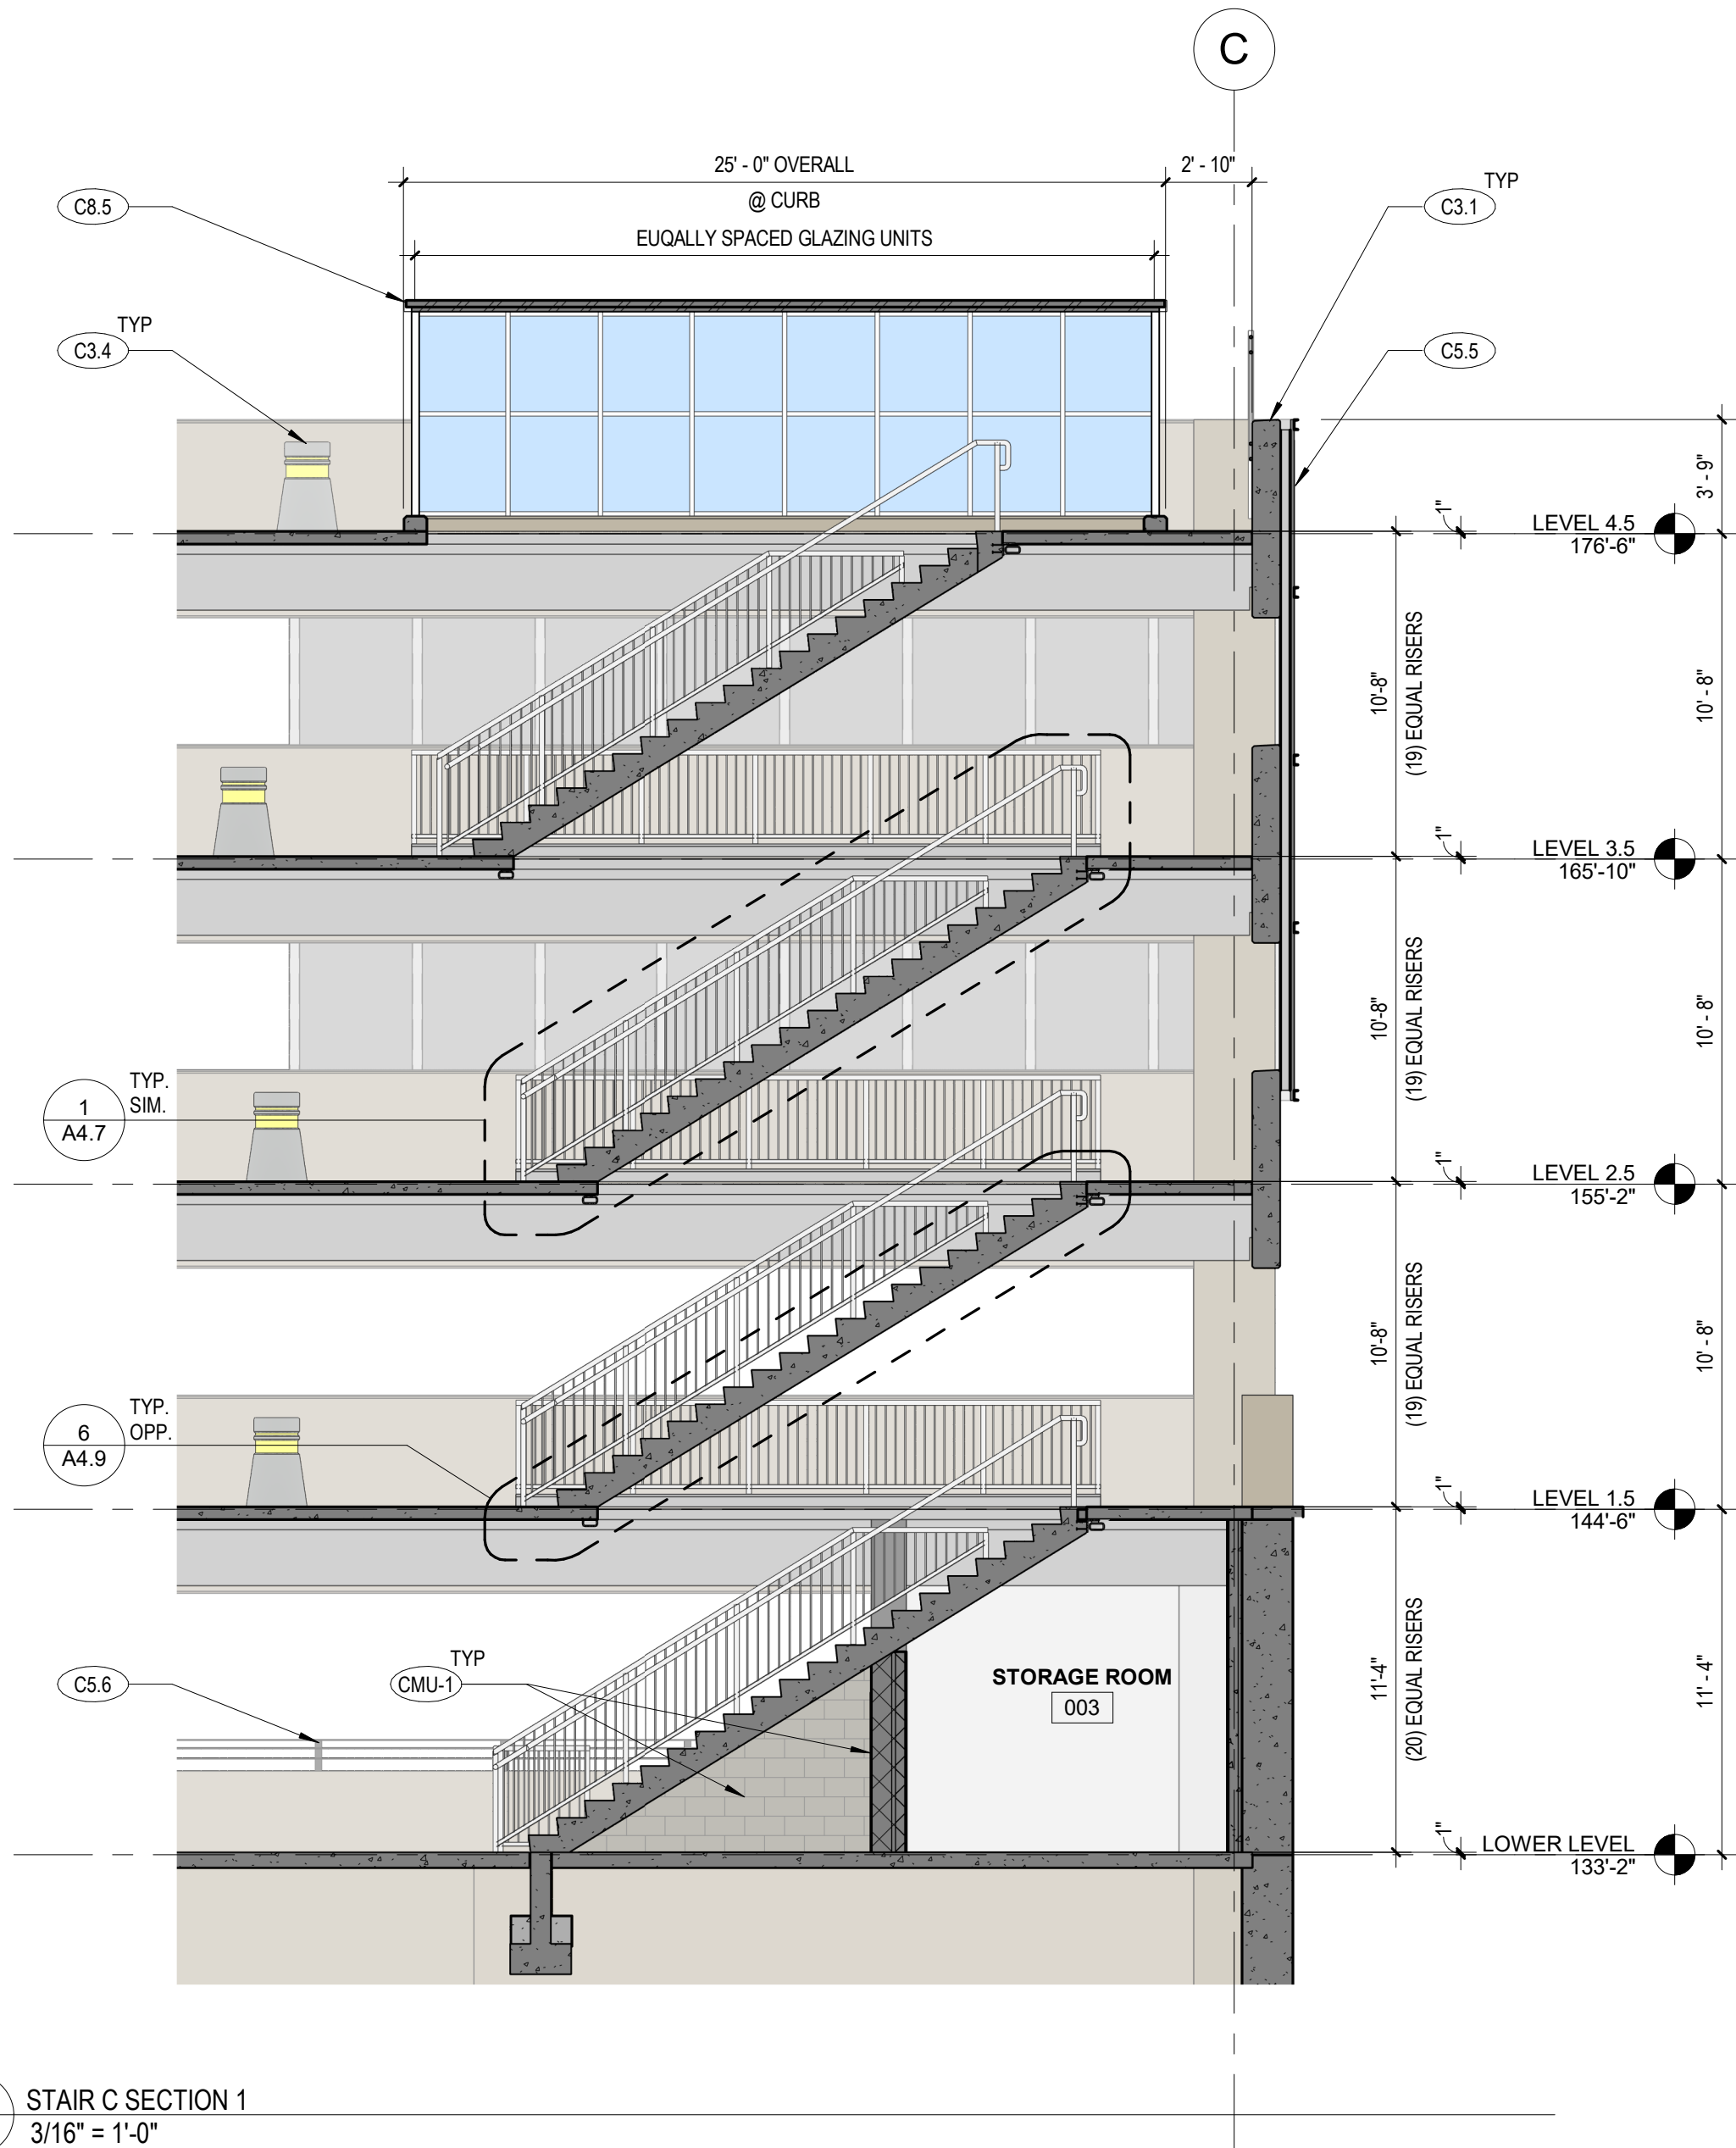 C
25' - 0" OVERALL
2' - 10"
@ CURB
EUQALLY SPACED GLAZING UNITS
C8.5
TYP
C3.1
TYP
C3.4
C5.5
3' - 9"
1"
LEVEL 4.5
176'-6"
10'-8"
(19) EQUAL RISERS
10' - 8"
1"
LEVEL 3.5
165'-10"
10'-8"
(19) EQUAL RISERS
10' - 8"
1
A4.7
TYP.
SIM.
1"
LEVEL 2.5
155'-2"
10'-8"
(19) EQUAL RISERS
10' - 8"
6
A4.9
TYP.
OPP.
1"
LEVEL 1.5
144'-6"
11'-4"
(20) EQUAL RISERS
11' - 4"
C5.6
TYP
CMU-1
STORAGE ROOM
003
1"
LOWER LEVEL
133'-2"
STAIR C SECTION 1
3/16" = 1'-0"